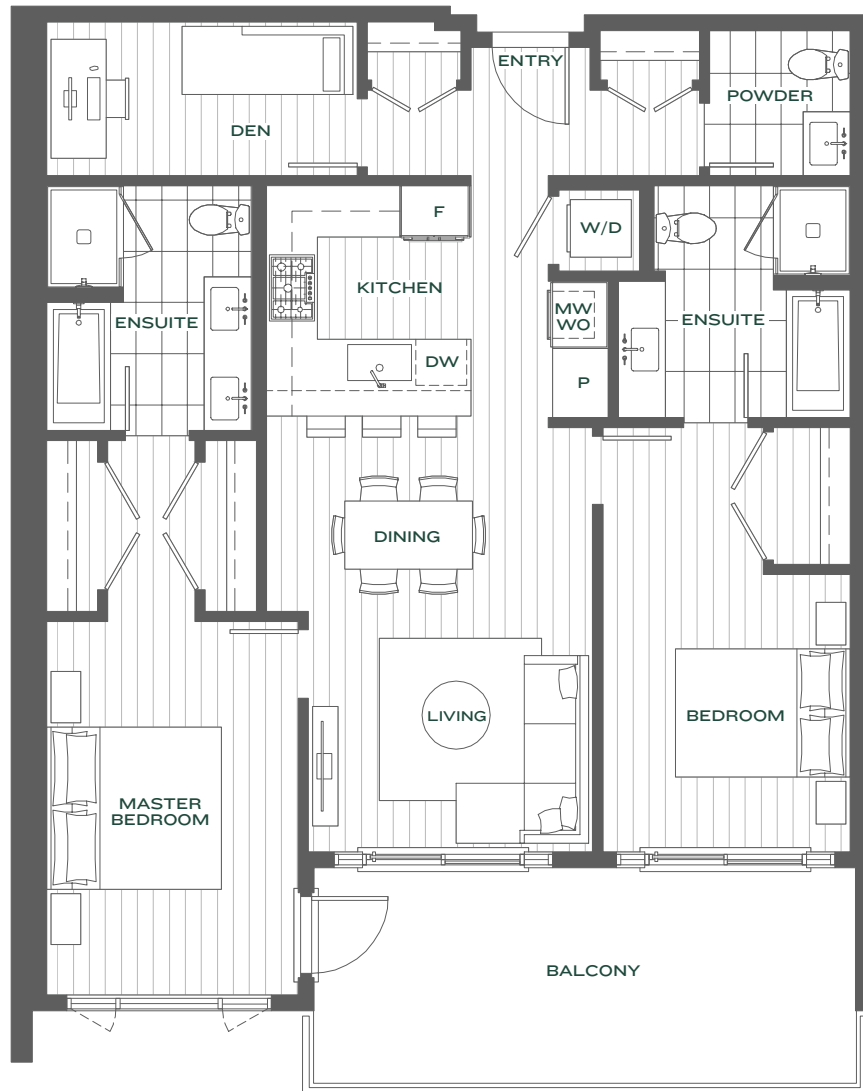 ENTRY
POWDER
DEN
F
W/D
KITCHEN
MW
WO
ENSUITE
ENSUITE
DW
P
DINING
LIVING
BEDROOM
MASTER
BEDROOM
BALCONY